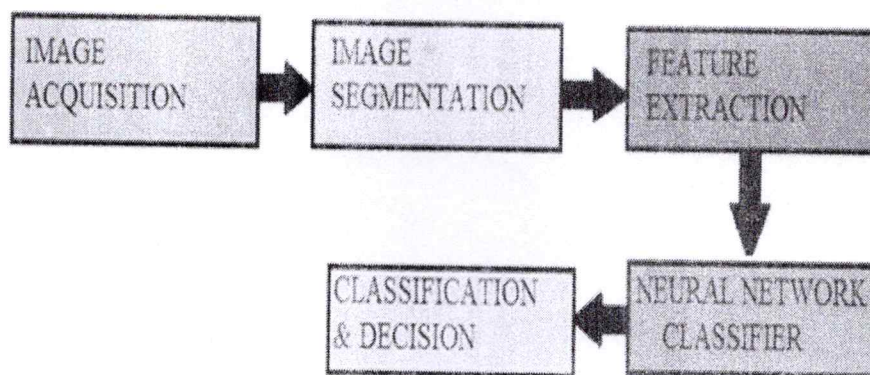 IMAGE
ACQUISITION
IMAGE
SEGMENTATION
FEATURE
EXTRACTION
NEURAL NETWORK
CLASSIFIER
CLASSIFICATION
& DECISION